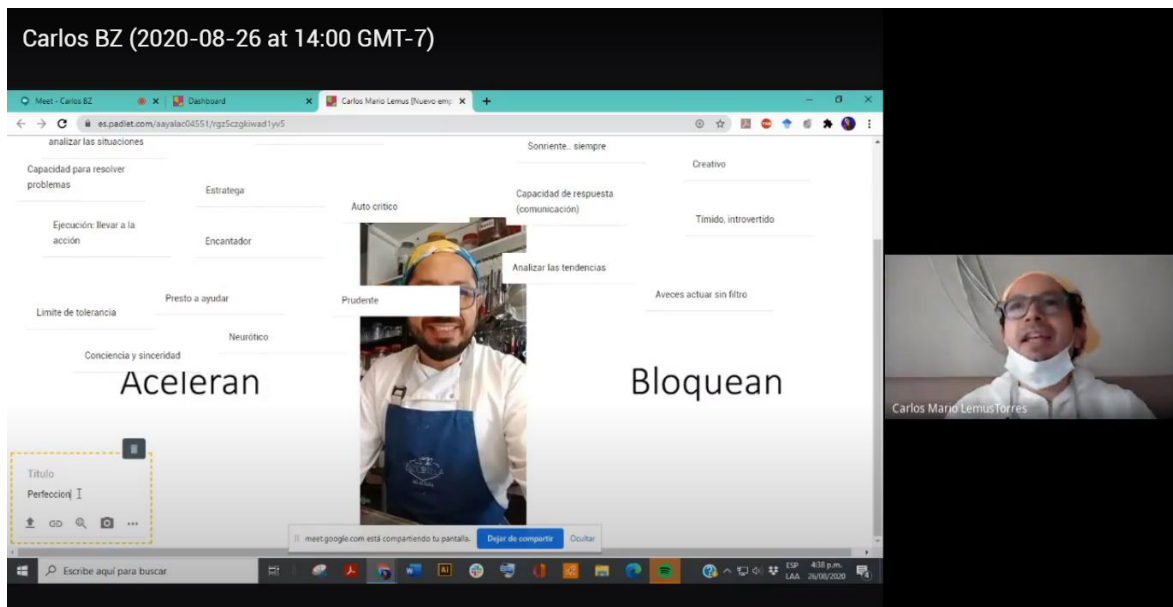 Carlos BZ (2020-08-26 at 14:00 GMT-7)
Meet - Carlos BZ
Dashboard
Carlos Mario Lemus [Nuevo emp
es.padlet.com/aayalac04551/rgz5czgkiwad1yv5
analizar las situaciones
Sonriente.. siempre
Capacidad para resolver
problemas
Creativo
Estratega
Capacidad de respuesta
(comunicación)
Auto critico
Ejecución: llevar a la
acción
Timido, introvertido
Encantador
Analizar las tendencias
Presto a ayudar
Prudente
Aveces actuar sin filtro
Limite de tolerancia
Neurótico
Conciencia y sinceridad
Aceleran
Bloquean
Carlos Mario LemusTorres
Título
Perfeccion
meet.google.com está compartiendo tu pantalla.
Dejar de compartir
Ocultar
Escribe aquí para buscar
ESP
LAA
4:38 p.m.
26/08/2020